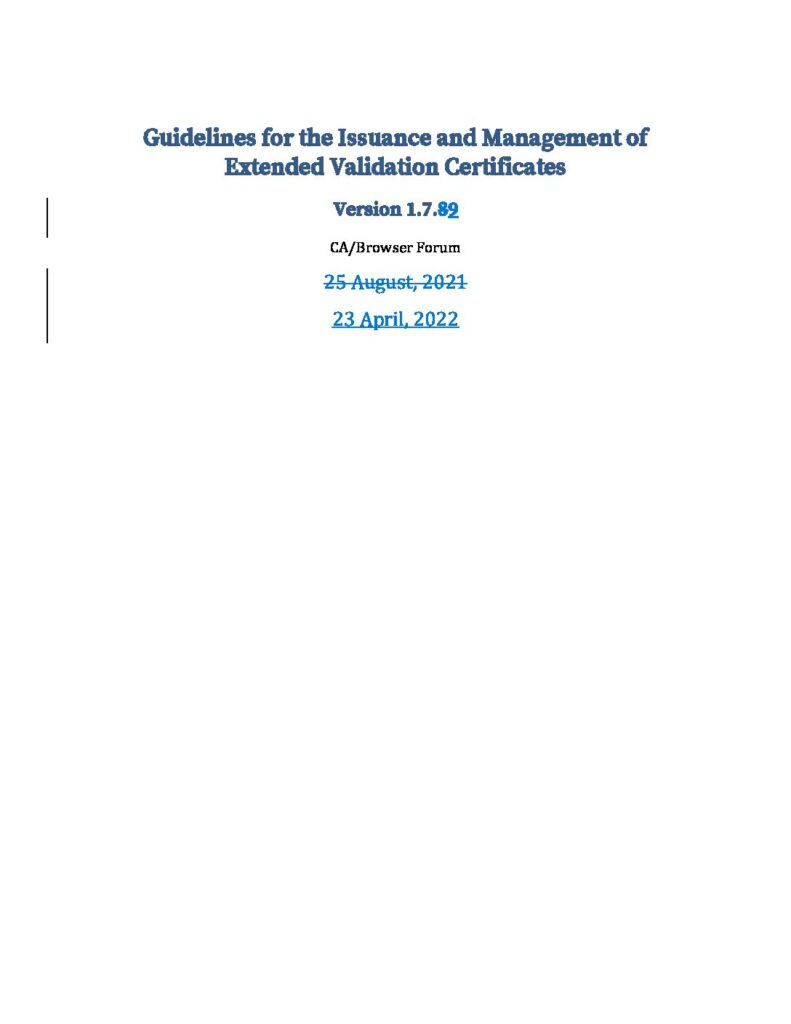 Guidelines for the Issuance and Management of
Extended Validation Certificates
Version 1.7.89
CA/Browser Forum
25 August, 2021
23 April, 2022